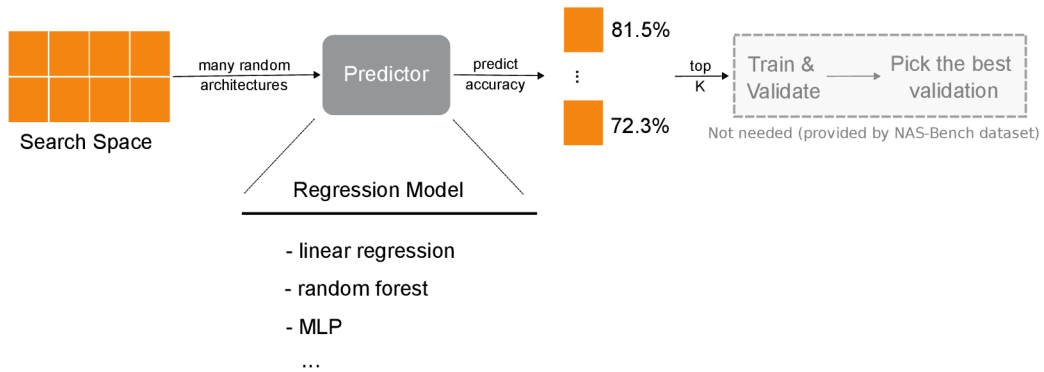 Search Space
many random
architectures
Predictor
predict
accuracy
81.5%
...
72.3%
top
K
Train &
Validate
Pick the best
validation
Not needed (provided by NAS-Bench dataset)
Regression Model
- linear regression
- random forest
- MLP
...